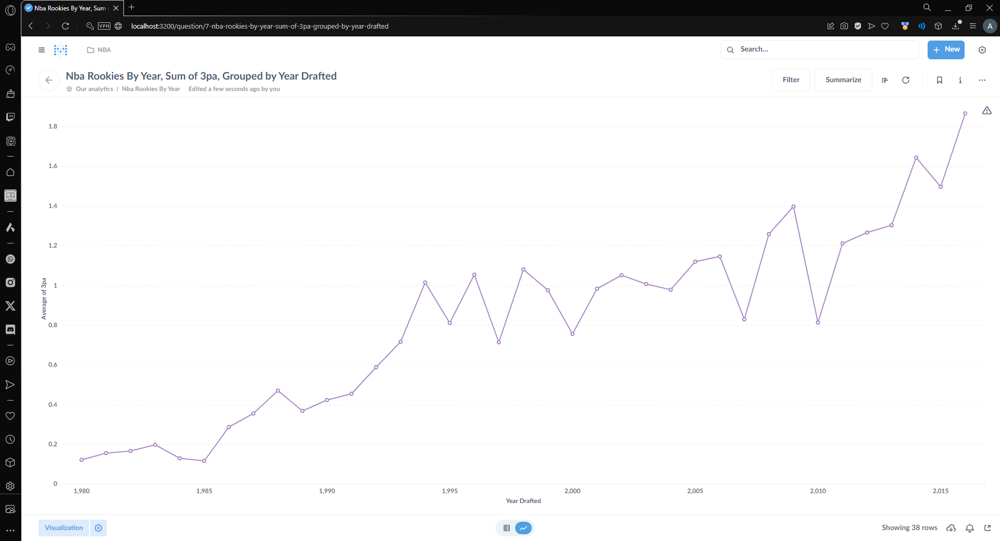 Nba Rookies By Year, Sum
VPN
localhost:3200/question/7-nba-rookies-by-year-sum-of-3pa-grouped-by-year-drafted
A
NBA
Search...
+ New
Nba Rookies By Year, Sum of 3pa, Grouped by Year Drafted
Our analytics / Nba Rookies By Year Edited a few seconds ago by you
Filter
Summarize
1.8
1.6
1.4
1.2
1
0.8
0.6
0.4
0.2
0
Average of 3pa
1,980 1,985 1,990 1,995 2,000 2,005 2,010 2,015
Year Drafted
Visualization
Showing 38 rows